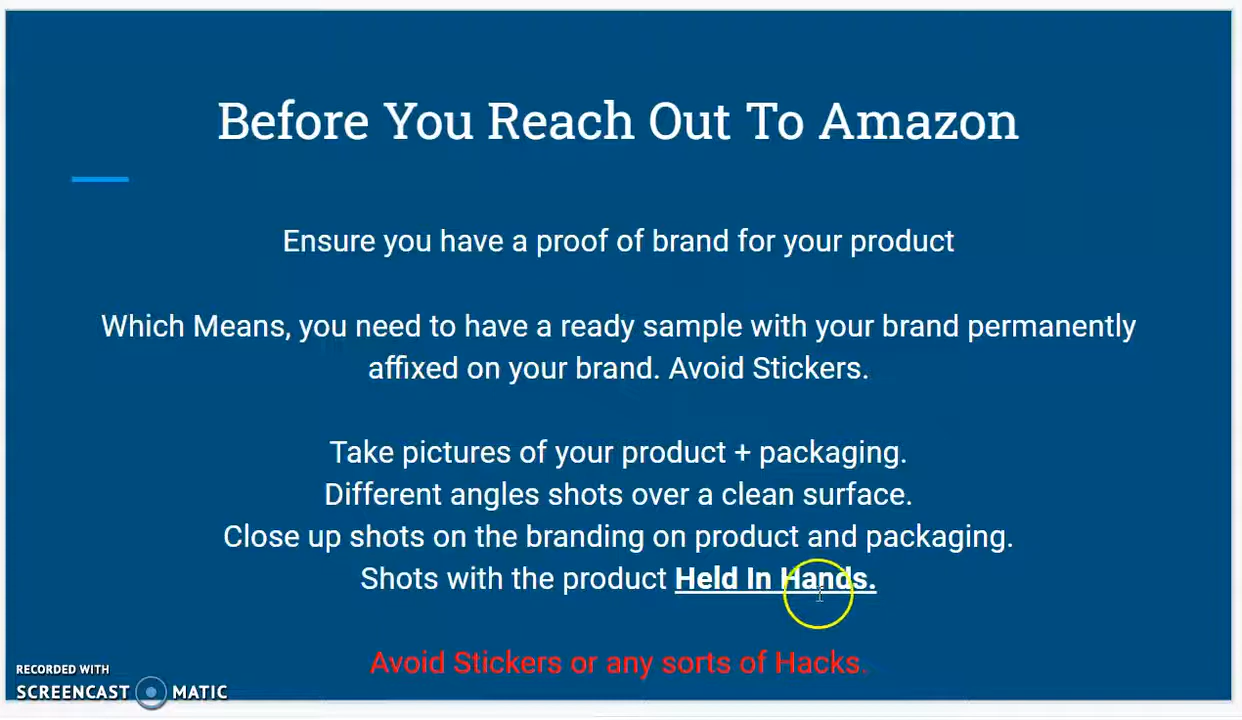 Before You Reach Out To Amazon
Ensure you have a proof of brand for your product
Which Means, you need to have a ready sample with your brand permanently
affixed on your brand. Avoid Stickers.
Take pictures of your product + packaging.
Different angles shots over a clean surface.
Close up shots on the branding on product and packaging.
Shots with the product Held In Hands.
Avoid Stickers or any sorts of Hacks.
RECORDED WITH
SCREENCAST MATIC